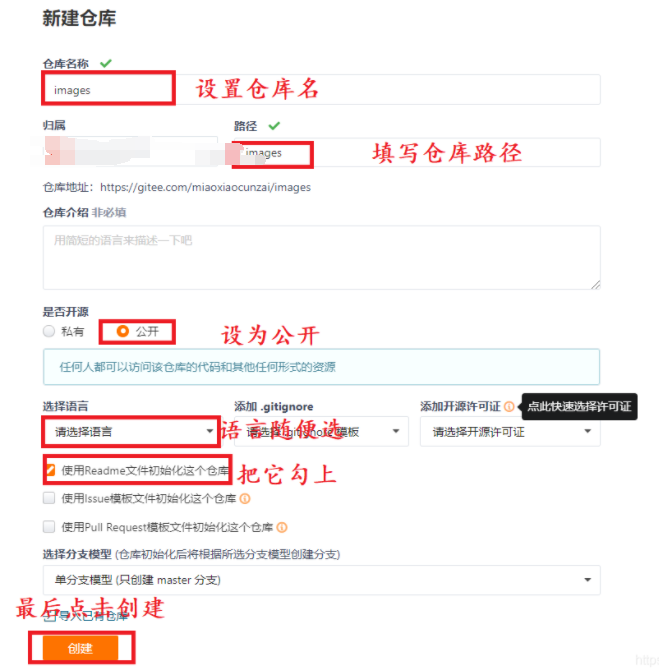 新建仓库
仓库名称
images 设置仓库名
归属 路径
images 填写仓库路径
仓库地址：https://gitee.com/miaoxiaocunzai/images
仓库介绍 非必填
用简短的语言来描述一下吧
是否开源
私有 公开 设为公开
任何人都可以访问该仓库的代码和其他任何形式的资源
选择语言 添加 .gitignore 添加开源许可证 点此快速选择许可证
请选择语言 语言随便选 模板 请选择开源许可证
使用Readme文件初始化这个仓库 把它勾上
使用Issue模板文件初始化这个仓库
使用Pull Request模板文件初始化这个仓库
选择分支模型 (仓库初始化后将根据所选分支模型创建分支)
单分支模型 (只创建 master 分支)
最后点击创建
导入已有仓库
创建